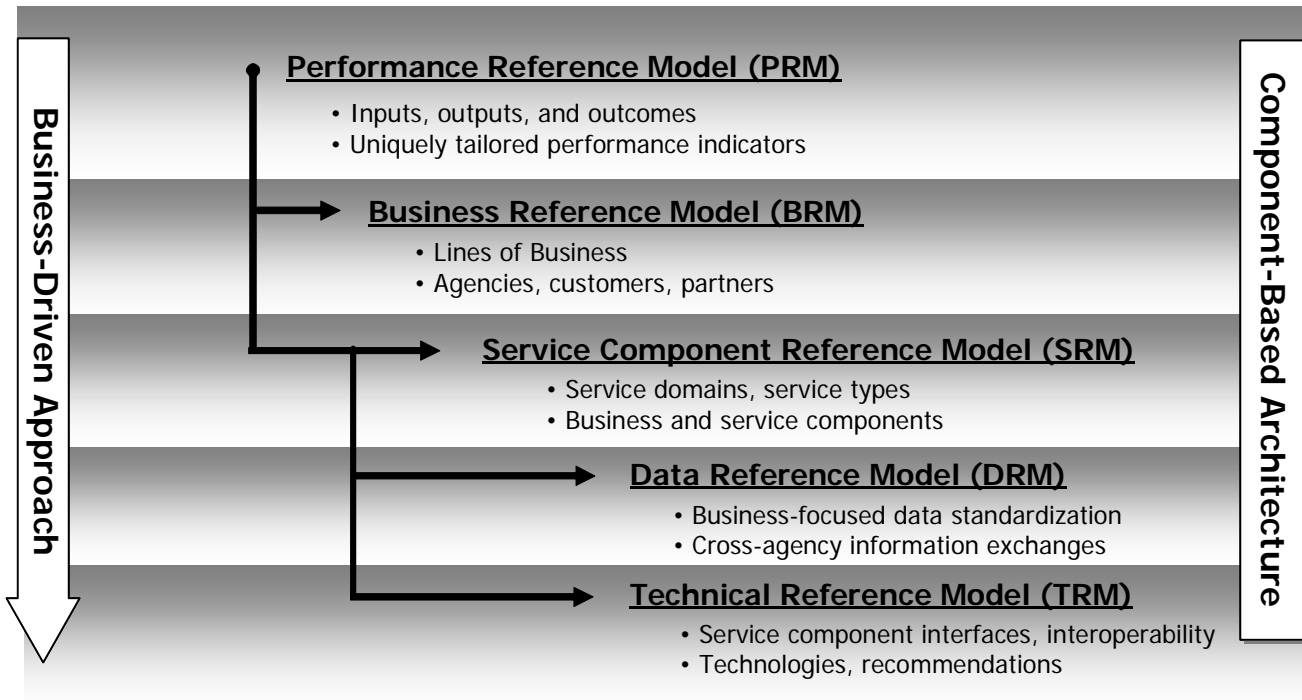 Business-Driven Approach
Performance Reference Model (PRM)
• Inputs, outputs, and outcomes
• Uniquely tailored performance indicators
Business Reference Model (BRM)
• Lines of Business
• Agencies, customers, partners
Service Component Reference Model (SRM)
• Service domains, service types
• Business and service components
Data Reference Model (DRM)
• Business-focused data standardization
• Cross-agency information exchanges
Technical Reference Model (TRM)
• Service component interfaces, interoperability
• Technologies, recommendations
Component-Based Architecture